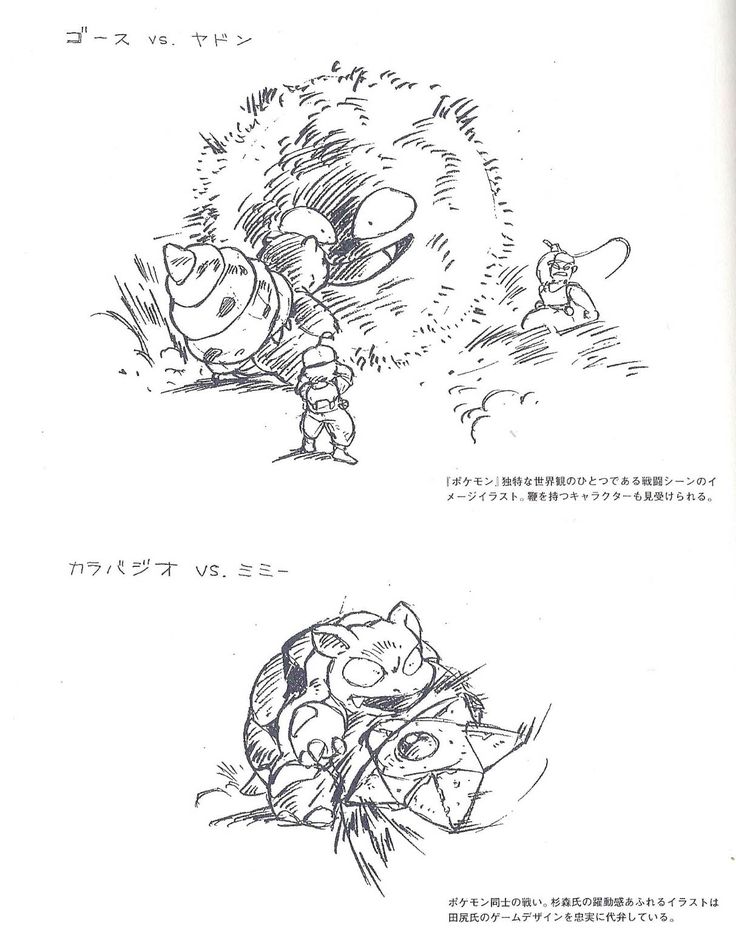 ゴース vs. ヤドン
『ポケモン』独特な世界観のひとつである戦闘シーンのイ
メージイラスト。鞭を持つキャラクターも見受けられる。
カラバジオ vs. ミミー
ポケモン同士の戦い。杉森氏の躍動感あふれるイラストは
田尻氏のゲームデザインを忠実に代弁している。